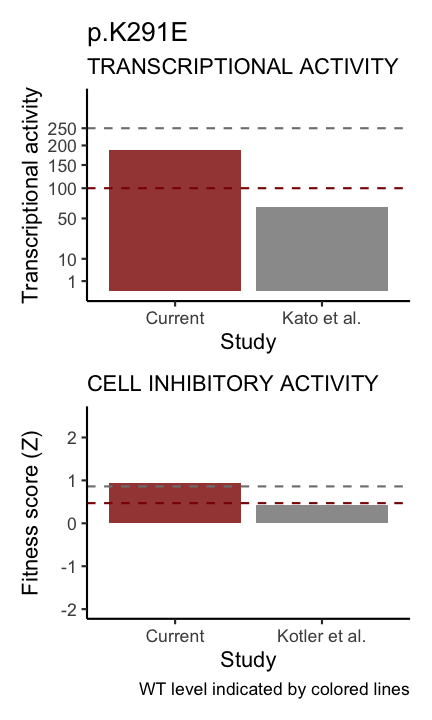 p.K291E
TRANSCRIPTIONAL ACTIVITY
Transcriptional activity
250
200
150
100
50
10
1
Current
Kato et al.
Study
CELL INHIBITORY ACTIVITY
Fitness score (Z)
2
1
0
-1
-2
Current
Kotler et al.
Study
WT level indicated by colored lines